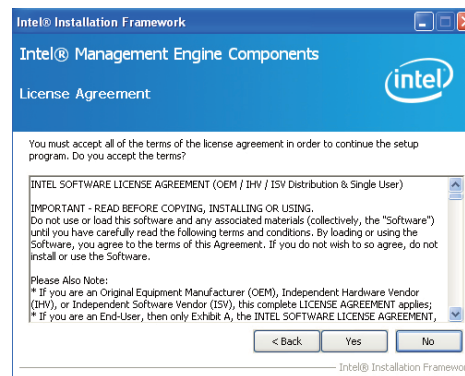 Intel® Installation Framework
Intel® Management Engine Components
intel
License Agreement
You must accept all of the terms of the license agreement in order to continue the setup
program. Do you accept the terms?
INTEL SOFTWARE LICENSE AGREEMENT (OEM / IHV / ISV Distribution & Single User)
IMPORTANT - READ BEFORE COPYING, INSTALLING OR USING.
Do not use or load this software and any associated materials (collectively, the "Software")
until you have carefully read the following terms and conditions. By loading or using the
Software, you agree to the terms of this Agreement. If you do not wish to so agree, do not
install or use the Software.
Please Also Note:
* If you are an Original Equipment Manufacturer (OEM), Independent Hardware Vendor
(IHV), or Independent Software Vendor (ISV), this complete LICENSE AGREEMENT applies;
* If you are an End-User, then only Exhibit A, the INTEL SOFTWARE LICENSE AGREEMENT,
< Back
Yes
No
Intel® Installation Framewor